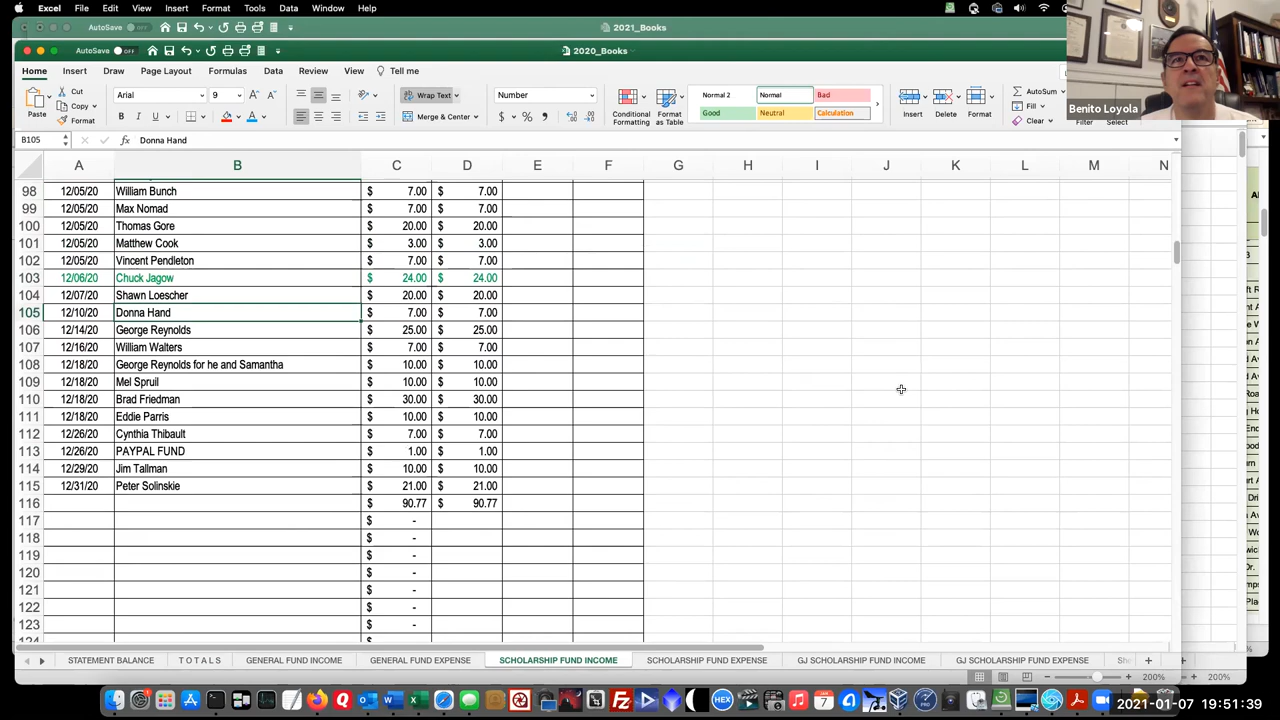 Excel File Edit View Insert Format Tools Data Window Help
AutoSave OFF 2021_Books
AutoSave OFF 2020_Books
Home Insert Draw Page Layout Formulas Data Review View Tell me
Benito Loyola
Paste Cut Copy Format
Arial 9 Wrap Text Merge & Center Number
Conditional Formatting Format as Table
Normal 2 Normal Bad
Good Neutral Calculation
Insert Delete Format AutoSum Fill Clear
B105 Donna Hand
A B C D E F G H I J K L M N
98 12/05/20 William Bunch $ 7.00 $ 7.00
99 12/05/20 Max Nomad $ 7.00 $ 7.00
100 12/05/20 Thomas Gore $ 20.00 $ 20.00
101 12/05/20 Matthew Cook $ 3.00 $ 3.00
102 12/05/20 Vincent Pendleton $ 7.00 $ 7.00
103 12/06/20 Chuck Jagow $ 24.00 $ 24.00
104 12/07/20 Shawn Loescher $ 20.00 $ 20.00
105 12/10/20 Donna Hand $ 7.00 $ 7.00
106 12/14/20 George Reynolds $ 25.00 $ 25.00
107 12/16/20 William Walters $ 7.00 $ 7.00
108 12/18/20 George Reynolds for he and Samantha $ 10.00 $ 10.00
109 12/18/20 Mel Spruil $ 10.00 $ 10.00
110 12/18/20 Brad Friedman $ 30.00 $ 30.00
111 12/18/20 Eddie Parris $ 10.00 $ 10.00
112 12/26/20 Cynthia Thibault $ 7.00 $ 7.00
113 12/26/20 PAYPAL FUND $ 1.00 $ 1.00
114 12/29/20 Jim Tallman $ 10.00 $ 10.00
115 12/31/20 Peter Solinskie $ 21.00 $ 21.00
116 $ 90.77 $ 90.77
117 $ -
118 $ -
119 $ -
120 $ -
121 $ -
122 $ -
123 $ -
STATEMENT BALANCE T O T A L S GENERAL FUND INCOME GENERAL FUND EXPENSE SCHOLARSHIP FUND INCOME SCHOLARSHIP FUND EXPENSE GJ SCHOLARSHIP FUND INCOME GJ SCHOLARSHIP FUND EXPENSE
200% 200%
2021-01-07 19:51:39